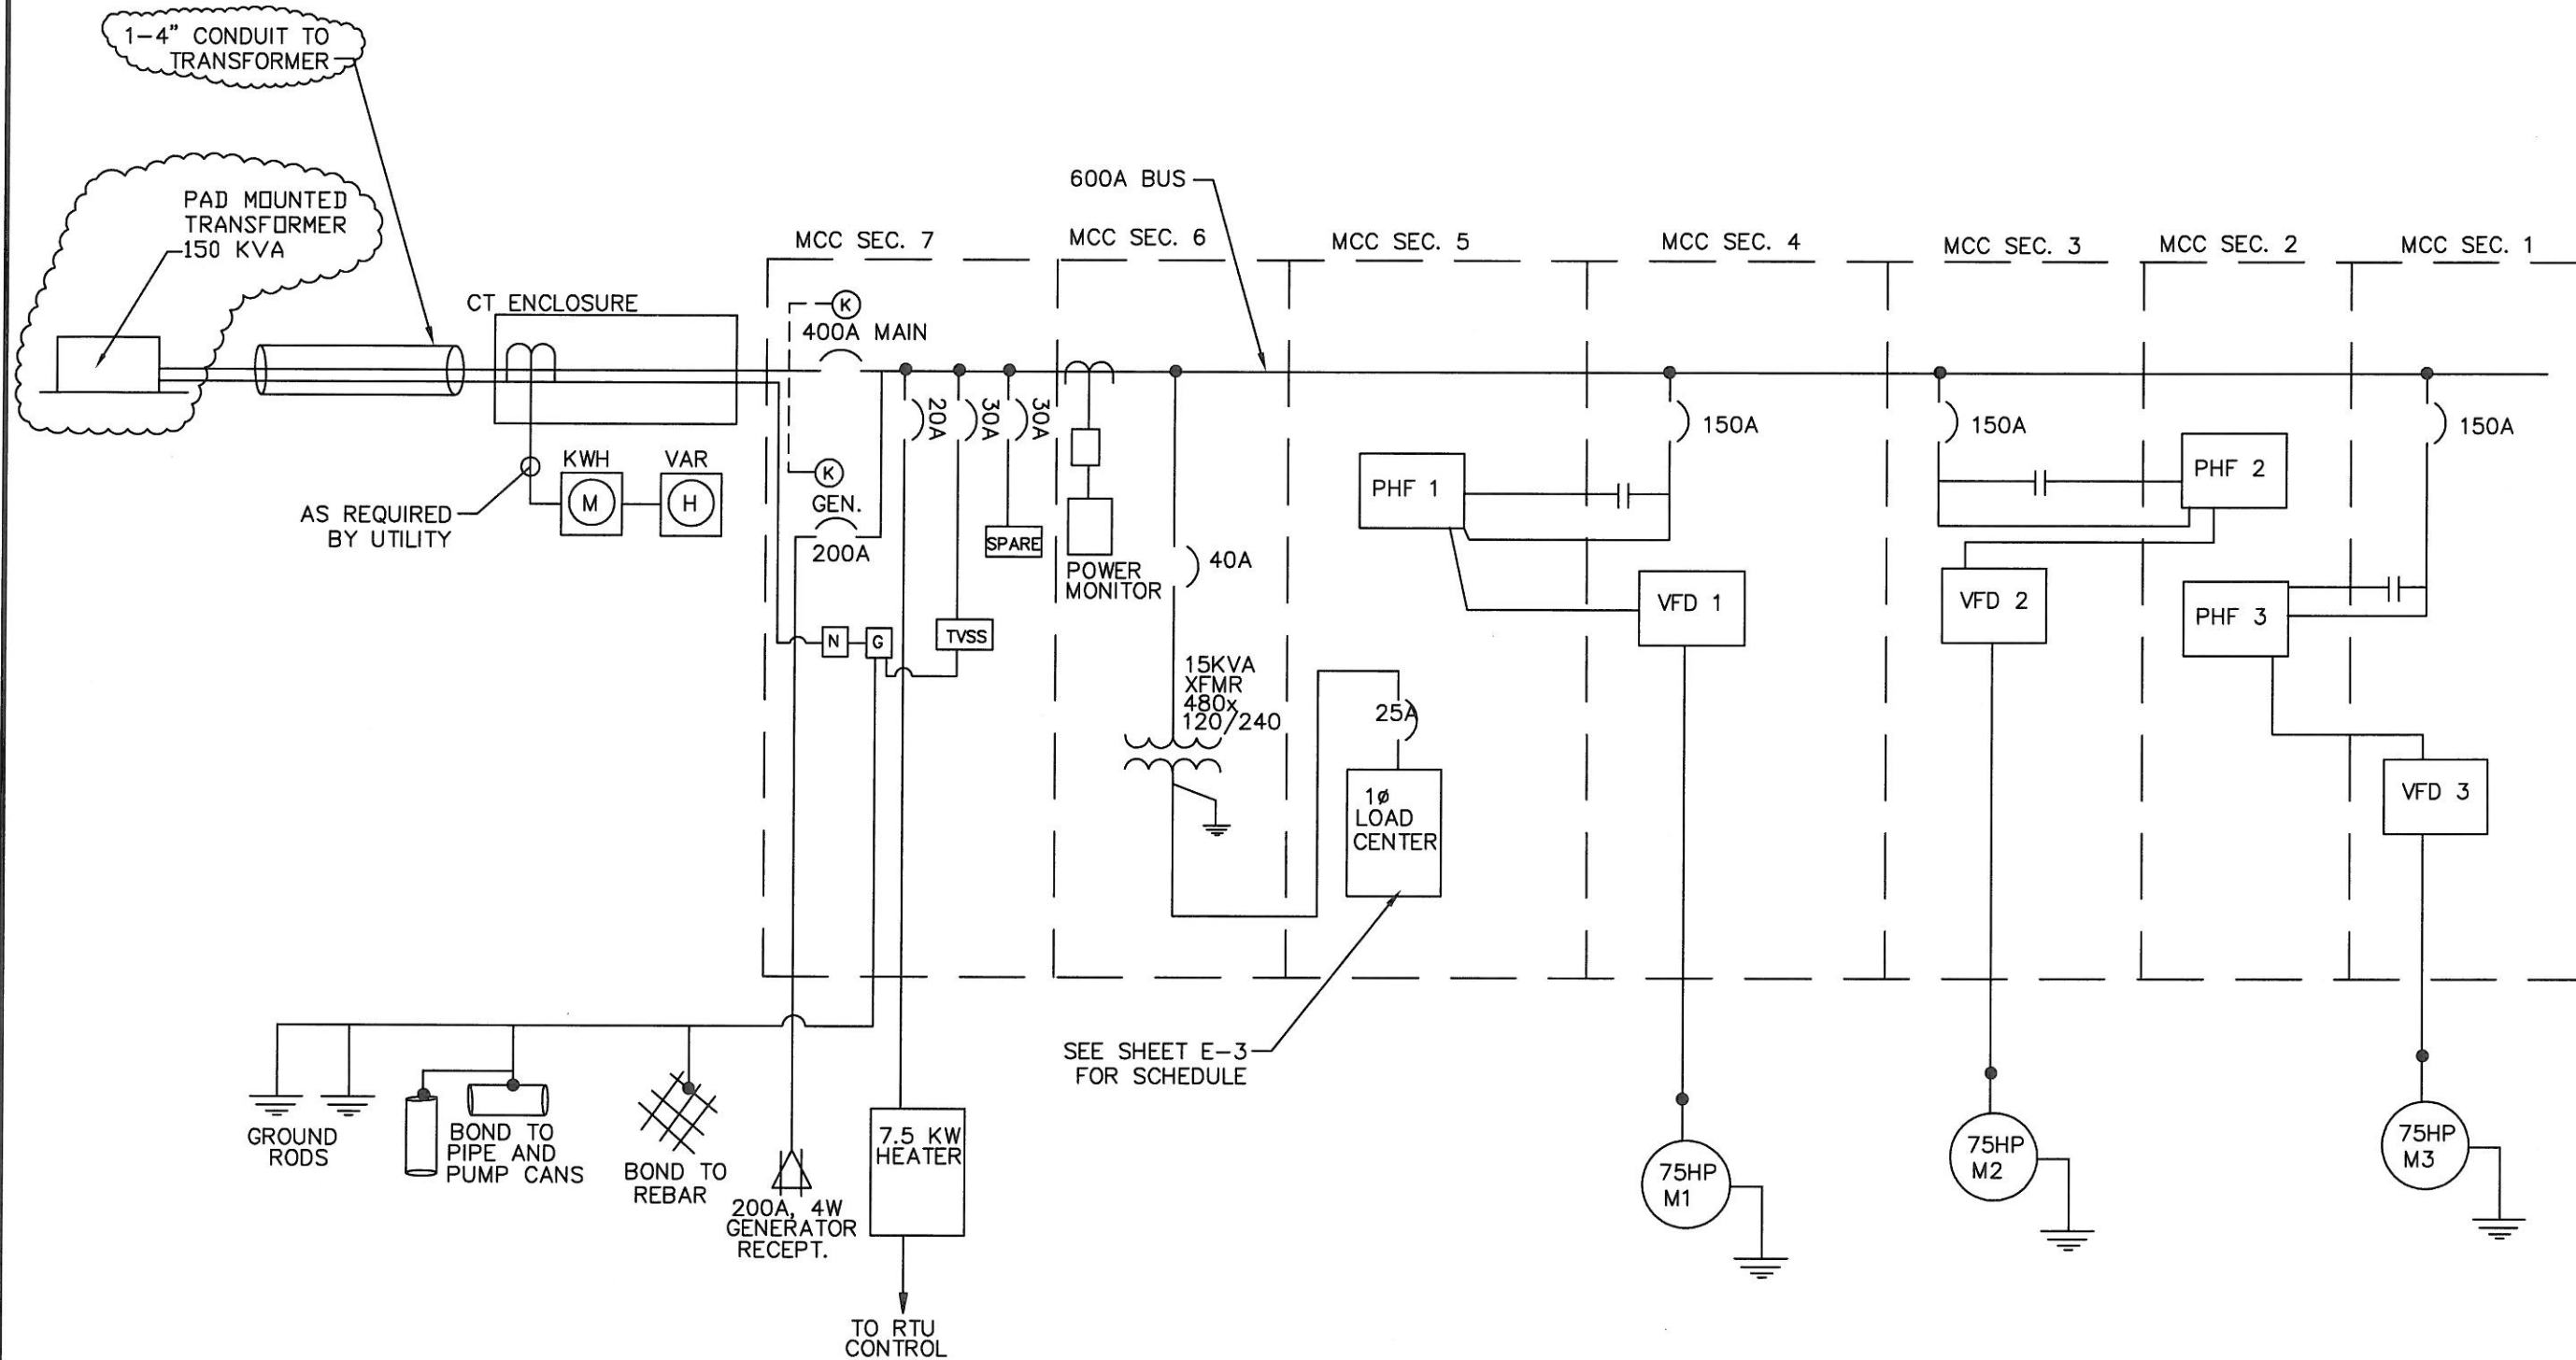 1-4" CONDUIT TO
TRANSFORMER
PAD MOUNTED
TRANSFORMER
150 KVA
CT ENCLOSURE
KWH
M
VAR
H
AS REQUIRED
BY UTILITY
600A BUS
MCC SEC. 7
MCC SEC. 6
MCC SEC. 5
MCC SEC. 4
MCC SEC. 3
MCC SEC. 2
MCC SEC. 1
K
400A MAIN
K
GEN.
200A
20A
30A
30A
SPARE
N
G
TVSS
POWER
MONITOR
40A
15KVA
XFMR
480x
120/240
25A
1ø
LOAD
CENTER
SEE SHEET E-3
FOR SCHEDULE
150A
PHF 1
VFD 1
75HP
M1
150A
PHF 2
VFD 2
75HP
M2
150A
PHF 3
VFD 3
75HP
M3
GROUND
RODS
BOND TO
PIPE AND
PUMP CANS
BOND TO
REBAR
200A, 4W
GENERATOR
RECEPT.
7.5 KW
HEATER
TO RTU
CONTROL